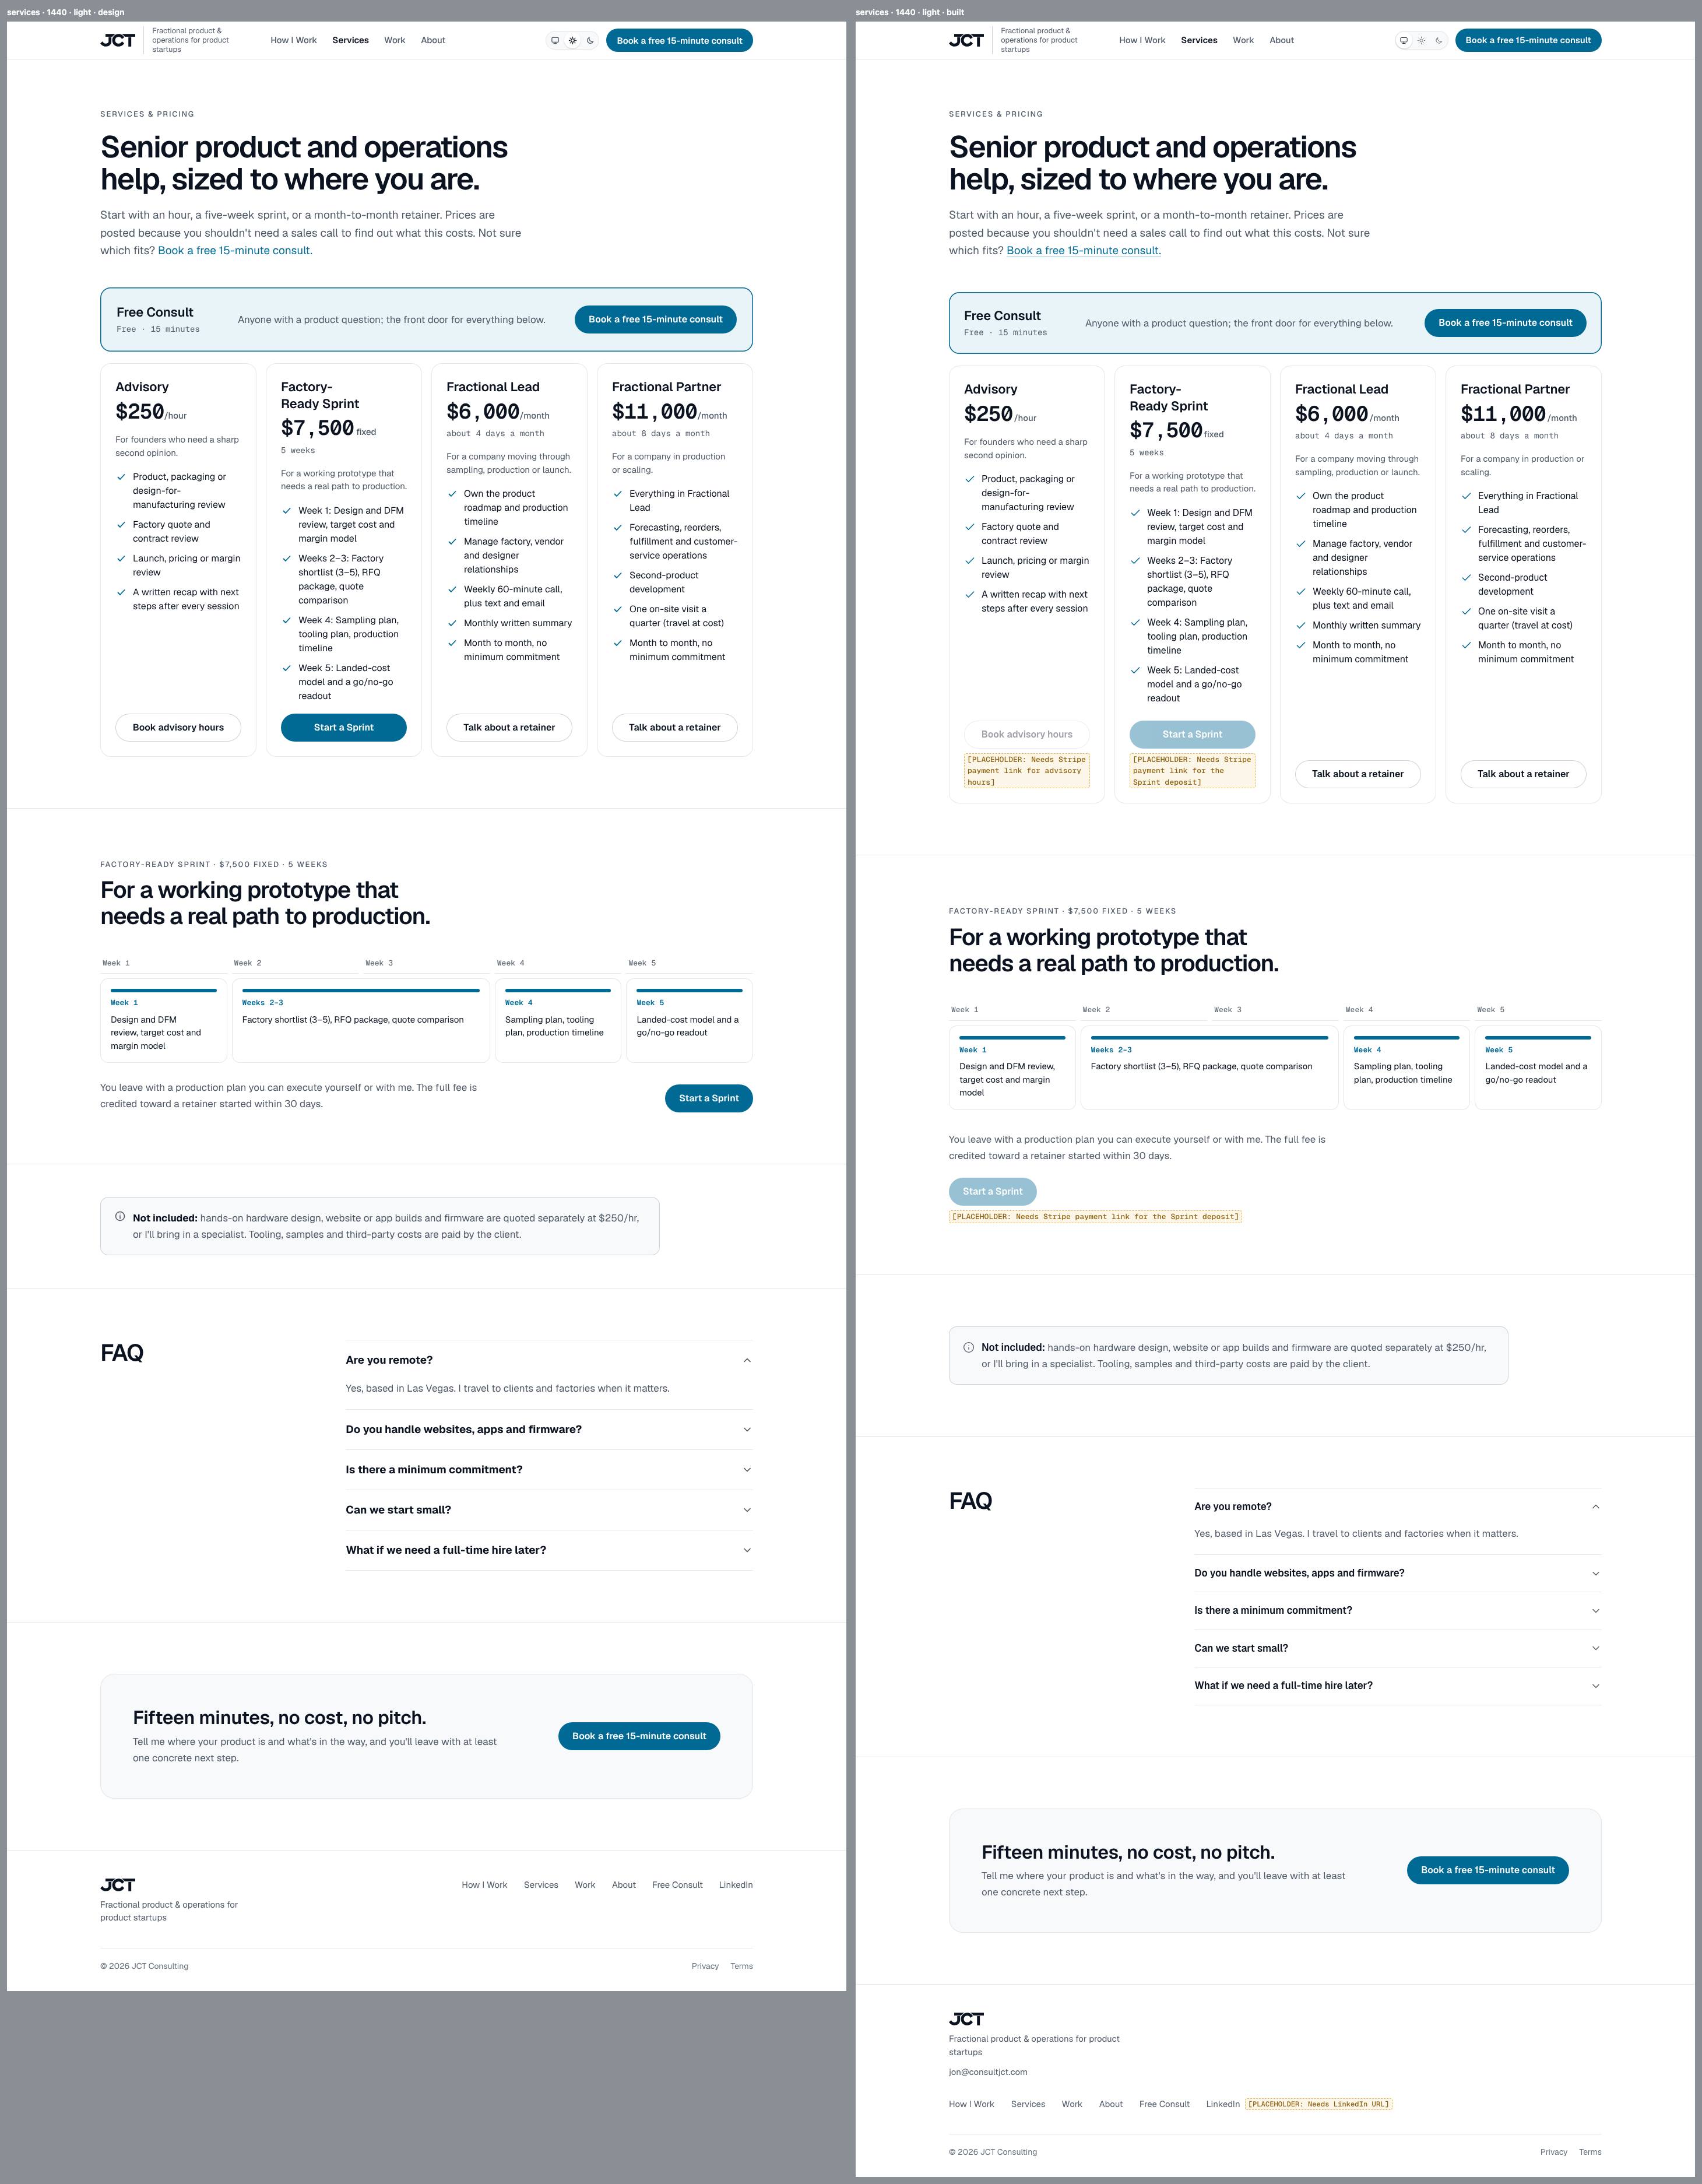 services · 1440 · light · design
JCT
Fractional product &
operations for product
startups
How I Work
Services
Work
About
Book a free 15-minute consult
SERVICES & PRICING
Senior product and operations
help, sized to where you are.
Start with an hour, a five-week sprint, or a month-to-month retainer. Prices are
posted because you shouldn't need a sales call to find out what this costs. Not sure
which fits? Book a free 15-minute consult.
Free Consult
Free · 15 minutes
Anyone with a product question; the front door for everything below.
Book a free 15-minute consult
Advisory
$250/hour
For founders who need a sharp
second opinion.
Product, packaging or
design-for-
manufacturing review
Factory quote and
contract review
Launch, pricing or margin
review
A written recap with next
steps after every session
Book advisory hours
Factory-
Ready Sprint
$7,500 fixed
5 weeks
For a working prototype that
needs a real path to production.
Week 1: Design and DFM
review, target cost and
margin model
Weeks 2–3: Factory
shortlist (3–5), RFQ
package, quote
comparison
Week 4: Sampling plan,
tooling plan, production
timeline
Week 5: Landed-cost
model and a go/no-go
readout
Start a Sprint
Fractional Lead
$6,000/month
about 4 days a month
For a company moving through
sampling, production or launch.
Own the product
roadmap and production
timeline
Manage factory, vendor
and designer
relationships
Weekly 60-minute call,
plus text and email
Monthly written summary
Month to month, no
minimum commitment
Talk about a retainer
Fractional Partner
$11,000/month
about 8 days a month
For a company in production
or scaling.
Everything in Fractional
Lead
Forecasting, reorders,
fulfillment and customer-
service operations
Second-product
development
One on-site visit a
quarter (travel at cost)
Month to month, no
minimum commitment
Talk about a retainer
FACTORY-READY SPRINT · $7,500 FIXED · 5 WEEKS
For a working prototype that
needs a real path to production.
Week 1
Week 2
Week 3
Week 4
Week 5
Week 1
Design and DFM
review, target cost and
margin model
Weeks 2–3
Factory shortlist (3–5), RFQ package, quote comparison
Week 4
Sampling plan, tooling
plan, production timeline
Week 5
Landed-cost model and a
go/no-go readout
You leave with a production plan you can execute yourself or with me. The full fee is
credited toward a retainer started within 30 days.
Start a Sprint
Not included: hands-on hardware design, website or app builds and firmware are quoted separately at $250/hr,
or I'll bring in a specialist. Tooling, samples and third-party costs are paid by the client.
FAQ
Are you remote?
Yes, based in Las Vegas. I travel to clients and factories when it matters.
Do you handle websites, apps and firmware?
Is there a minimum commitment?
Can we start small?
What if we need a full-time hire later?
Fifteen minutes, no cost, no pitch.
Tell me where your product is and what's in the way, and you'll leave with at least
one concrete next step.
Book a free 15-minute consult
JCT
Fractional product & operations for
product startups
How I Work
Services
Work
About
Free Consult
LinkedIn
© 2026 JCT Consulting
Privacy
Terms
services · 1440 · light · built
JCT
Fractional product &
operations for product
startups
How I Work
Services
Work
About
Book a free 15-minute consult
SERVICES & PRICING
Senior product and operations
help, sized to where you are.
Start with an hour, a five-week sprint, or a month-to-month retainer. Prices are
posted because you shouldn't need a sales call to find out what this costs. Not sure
which fits? Book a free 15-minute consult.
Free Consult
Free · 15 minutes
Anyone with a product question; the front door for everything below.
Book a free 15-minute consult
Advisory
$250/hour
For founders who need a sharp
second opinion.
Product, packaging or
design-for-
manufacturing review
Factory quote and
contract review
Launch, pricing or margin
review
A written recap with next
steps after every session
Book advisory hours
[PLACEHOLDER: Needs Stripe
payment link for advisory
hours]
Factory-
Ready Sprint
$7,500 fixed
5 weeks
For a working prototype that
needs a real path to production.
Week 1: Design and DFM
review, target cost and
margin model
Weeks 2–3: Factory
shortlist (3–5), RFQ
package, quote
comparison
Week 4: Sampling plan,
tooling plan, production
timeline
Week 5: Landed-cost
model and a go/no-go
readout
Start a Sprint
[PLACEHOLDER: Needs Stripe
payment link for the
Sprint deposit]
Fractional Lead
$6,000/month
about 4 days a month
For a company moving through
sampling, production or launch.
Own the product
roadmap and production
timeline
Manage factory, vendor
and designer
relationships
Weekly 60-minute call,
plus text and email
Monthly written summary
Month to month, no
minimum commitment
Talk about a retainer
Fractional Partner
$11,000/month
about 8 days a month
For a company in production or
scaling.
Everything in Fractional
Lead
Forecasting, reorders,
fulfillment and customer-
service operations
Second-product
development
One on-site visit a
quarter (travel at cost)
Month to month, no
minimum commitment
Talk about a retainer
FACTORY-READY SPRINT · $7,500 FIXED · 5 WEEKS
For a working prototype that
needs a real path to production.
Week 1
Week 2
Week 3
Week 4
Week 5
Week 1
Design and DFM review,
target cost and margin
model
Weeks 2–3
Factory shortlist (3–5), RFQ package, quote comparison
Week 4
Sampling plan, tooling
plan, production timeline
Week 5
Landed-cost model and a
go/no-go readout
You leave with a production plan you can execute yourself or with me. The full fee is
credited toward a retainer started within 30 days.
Start a Sprint
[PLACEHOLDER: Needs Stripe payment link for the Sprint deposit]
Not included: hands-on hardware design, website or app builds and firmware are quoted separately at $250/hr,
or I'll bring in a specialist. Tooling, samples and third-party costs are paid by the client.
FAQ
Are you remote?
Yes, based in Las Vegas. I travel to clients and factories when it matters.
Do you handle websites, apps and firmware?
Is there a minimum commitment?
Can we start small?
What if we need a full-time hire later?
Fifteen minutes, no cost, no pitch.
Tell me where your product is and what's in the way, and you'll leave with at least
one concrete next step.
Book a free 15-minute consult
JCT
Fractional product & operations for product
startups
jon@consultjct.com
How I Work
Services
Work
About
Free Consult
LinkedIn
[PLACEHOLDER: Needs LinkedIn URL]
© 2026 JCT Consulting
Privacy
Terms